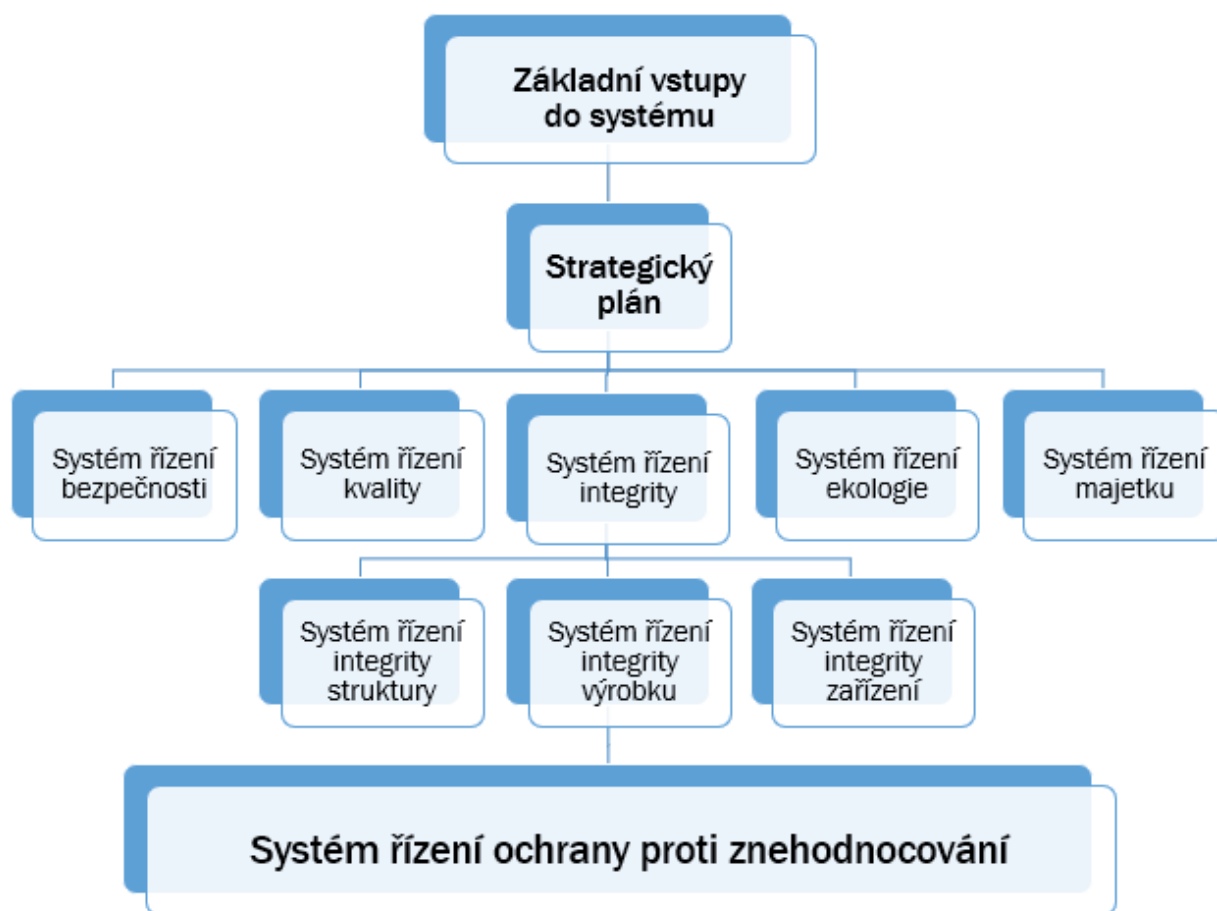 Základní vstupy
do systému
Strategický
plán
Systém řízení
bezpečnosti
Systém řízení
kvality
Systém řízení
integrity
Systém řízení
ekologie
Systém řízení
majetku
Systém řízení
integrity
struktury
Systém řízení
integrity
výrobku
Systém řízení
integrity
zařízení
Systém řízení ochrany proti znehodnocování